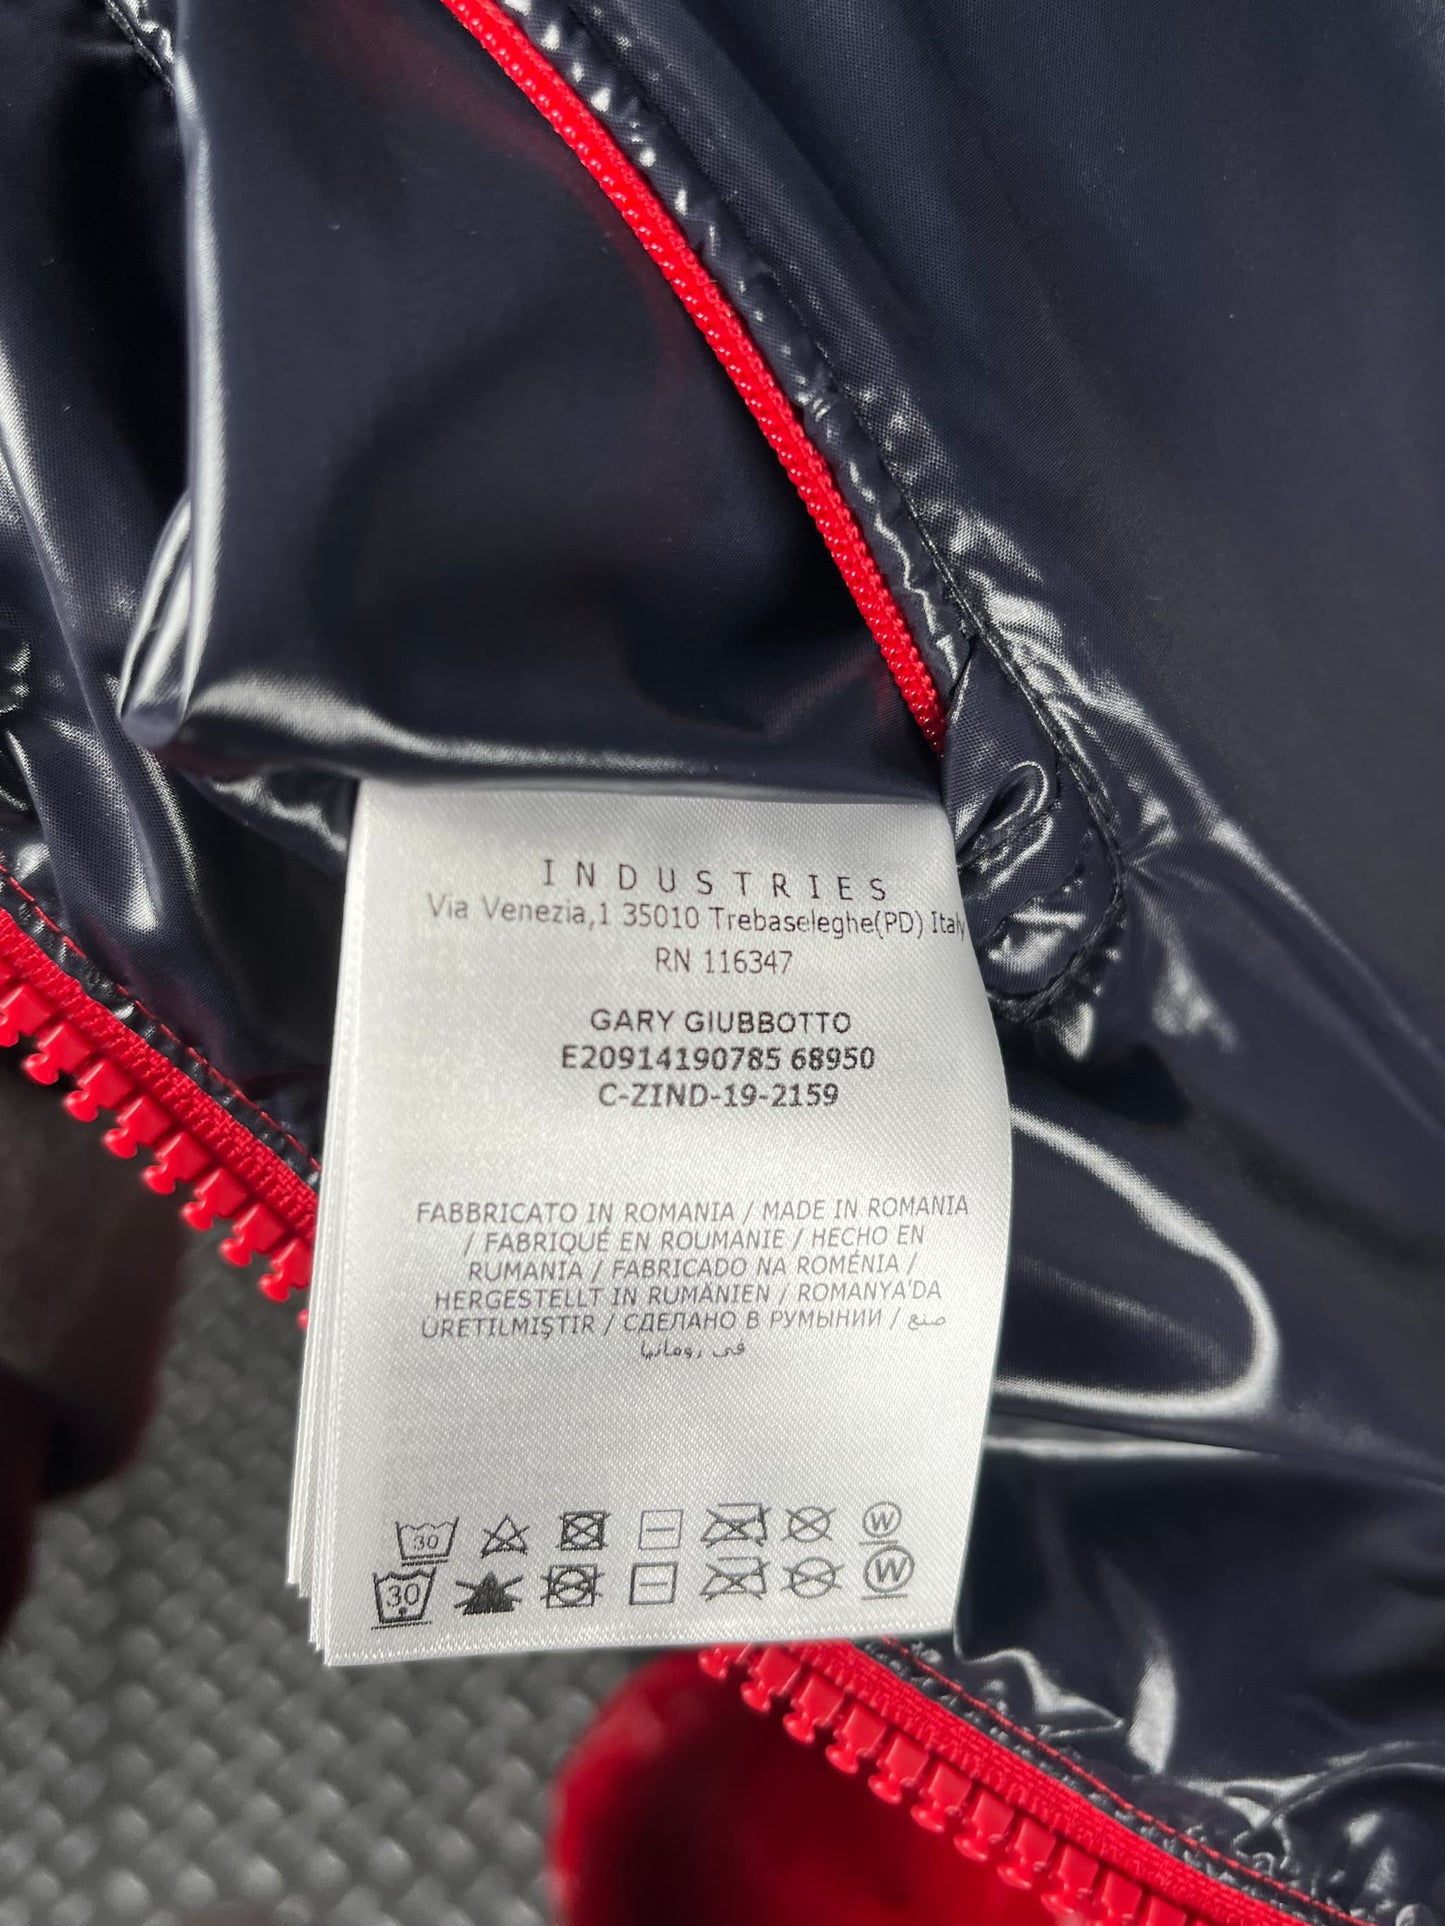 INDUSTRIES
Via Venezia,1 35010 Trebaseleghe(PD) Italy
RN 116347
GARY GIUBBOTTO
E20914190785 68950
C-ZIND-19-2159
FABBRICATO IN ROMANIA / MADE IN ROMANIA
/ FABRIQUÉ EN ROUMANIE / HECHO EN
RUMANIA / FABRICADO NA ROMÉNIA /
HERGESTELLT IN RUMÄNIEN / ROMANYA'DA
ÜRETILMIŞTIR / СДЕЛАНО В РУМЫНИИ / صنع
في رومانيا
30 W
30 W